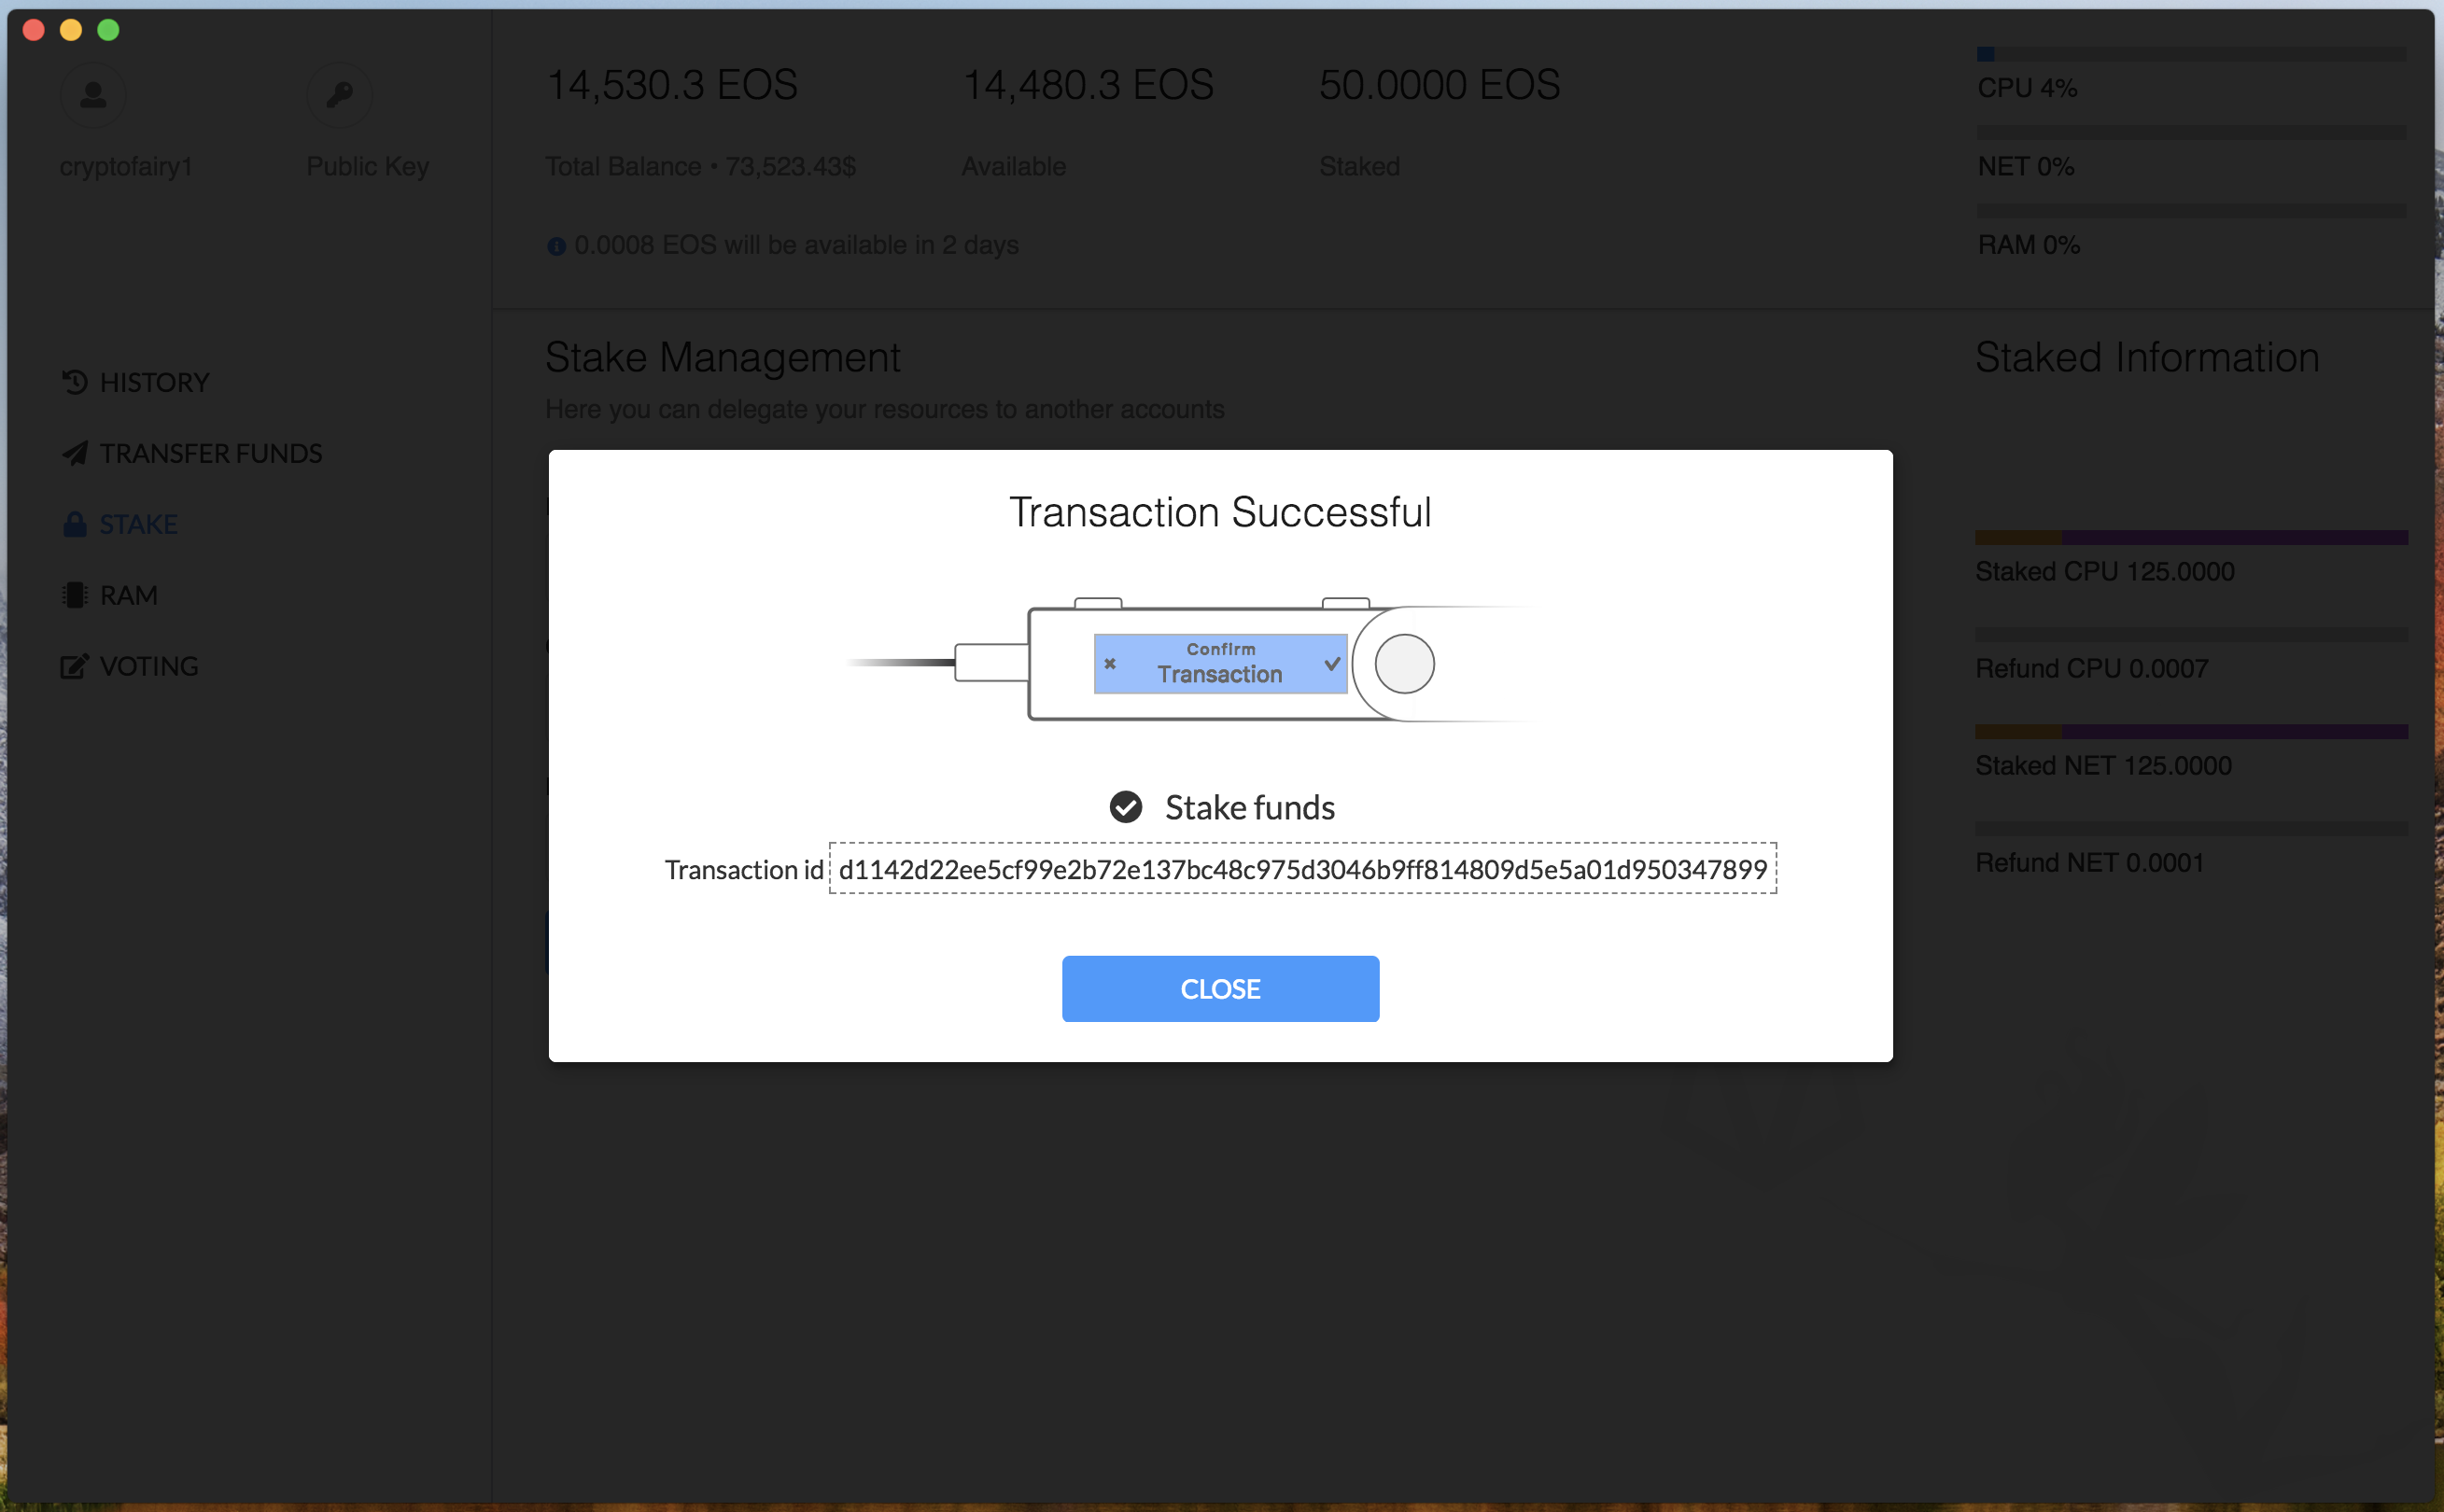 cryptofairy1
Public Key
14,530.3 EOS
14,480.3 EOS
50.0000 EOS
Total Balance • 73,523.43$
Available
Staked
0.0008 EOS will be available in 2 days
CPU 4%
NET 0%
RAM 0%
HISTORY
TRANSFER FUNDS
STAKE
RAM
VOTING
Stake Management
Here you can delegate your resources to another accounts
Transaction Successful
Confirm
Transaction
Stake funds
Transaction id d1142d22ee5cf99e2b72e137bc48c975d3046b9ff814809d5e5a01d950347899
CLOSE
Staked Information
Staked CPU 125.0000
Refund CPU 0.0007
Staked NET 125.0000
Refund NET 0.0001